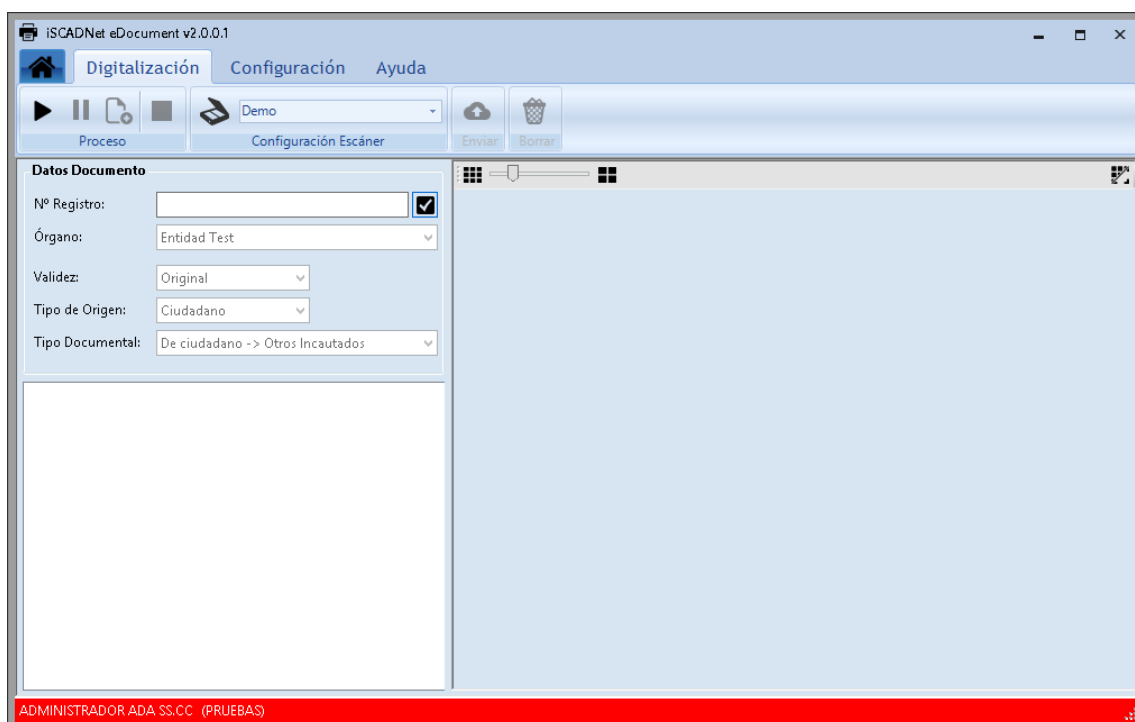 iSCADNet eDocument v2.0.0.1
Digitalización Configuración Ayuda
Demo
Proceso Configuración Escáner Enviar Borrar
Datos Documento
Nº Registro:
Órgano: Entidad Test
Validez: Original
Tipo de Origen: Ciudadano
Tipo Documental: De ciudadano -> Otros Incautados
ADMINISTRADOR ADA SS.CC (PRUEBAS)